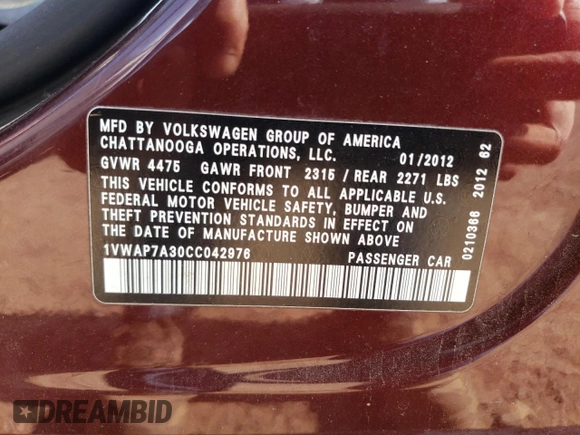 MFD BY VOLKSWAGEN GROUP OF AMERICA
CHATTANOOGA OPERATIONS, LLC. 01/2012
GVWR 4475 GAWR FRONT 2315 / REAR 2271 LBS
THIS VEHICLE CONFORMS TO ALL APPLICABLE U.S.
FEDERAL MOTOR VEHICLE SAFETY, BUMPER AND
THEFT PREVENTION STANDARDS IN EFFECT ON
THE DATE OF MANUFACTURE SHOWN ABOVE
1VWAP7A30CC042976 PASSENGER CAR
0210366 2012 62
DREAMBID